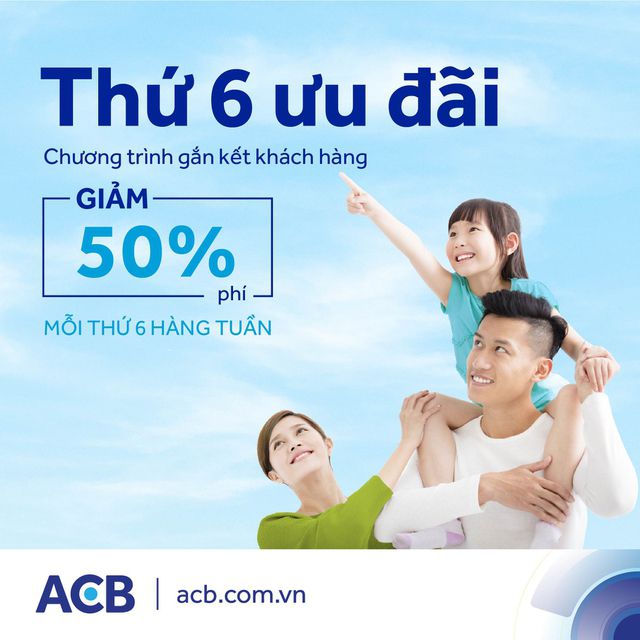 Thứ 6 ưu đãi
Chương trình gắn kết khách hàng
GIẢM
50%
phí
MỖI THỨ 6 HÀNG TUẦN
ACB | acb.com.vn